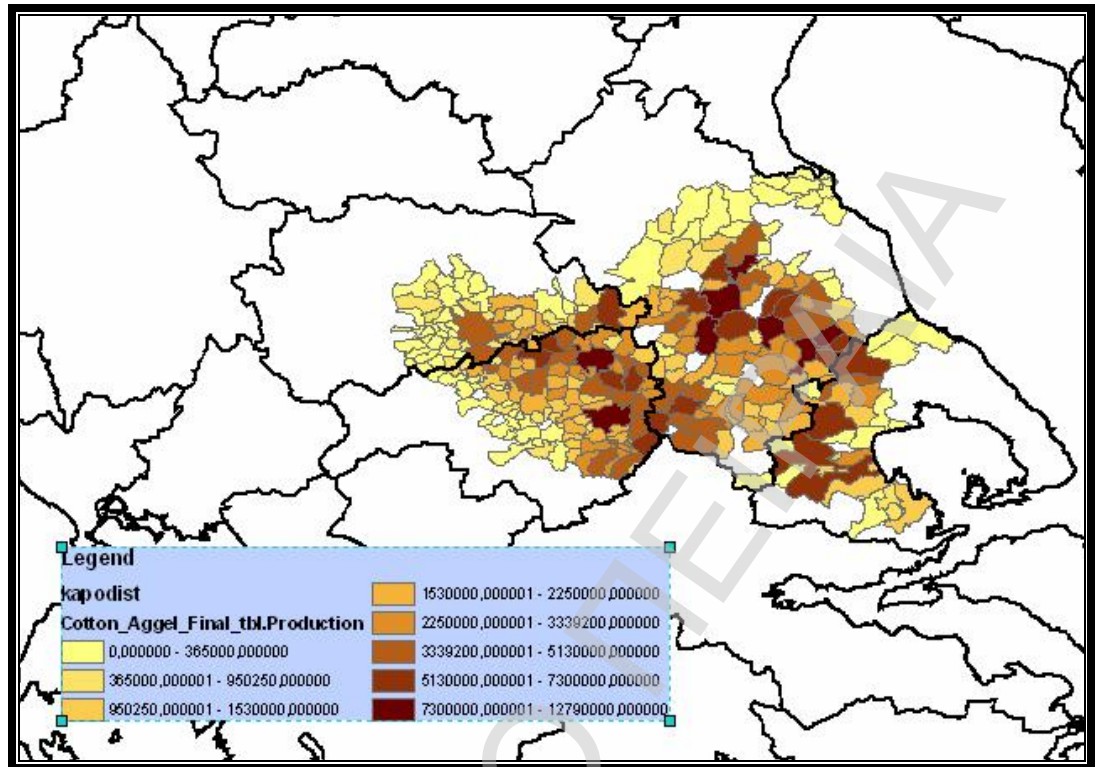 Legend
kapodist
Cotton_Aggel_Final_tbl.Production
0,000000 - 365000,000000
365000,000001 - 950250,000000
950250,000001 - 1530000,000000
1530000,000001 - 2250000,000000
2250000,000001 - 3339200,000000
3339200,000001 - 5130000,000000
5130000,000001 - 7300000,000000
7300000,000001 - 12790000,000000